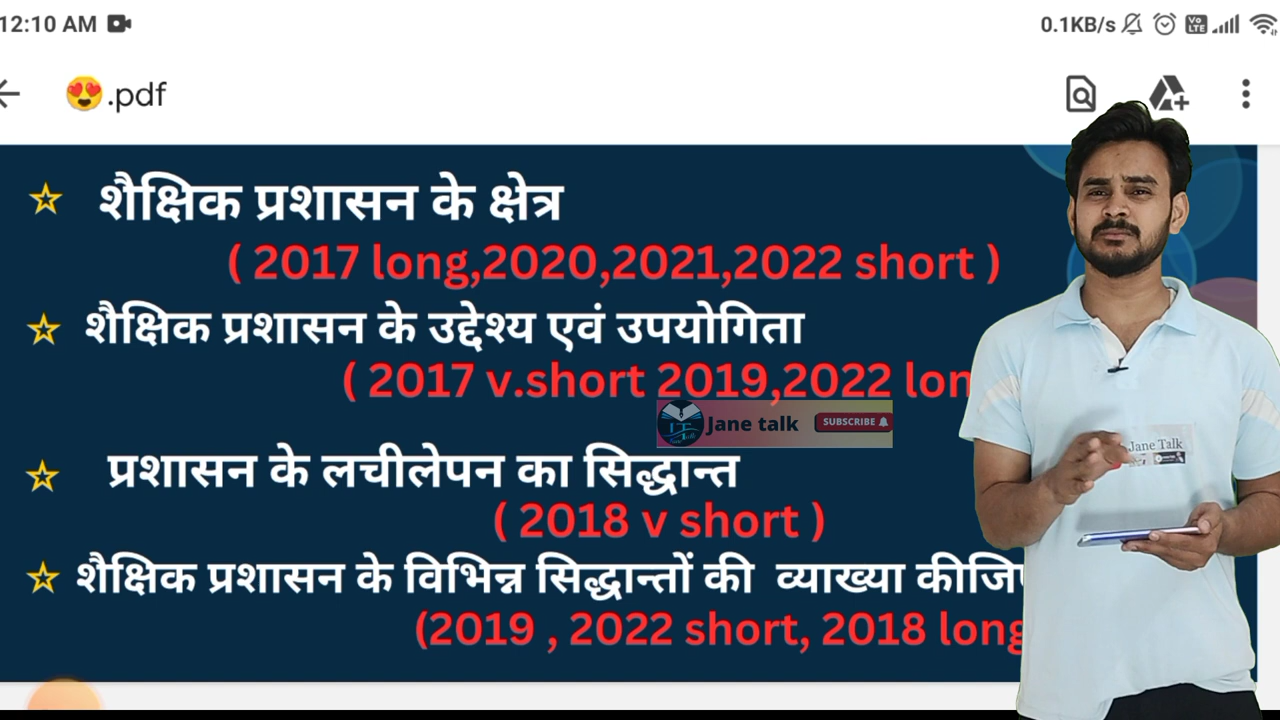 12:10 AM
0.1KB/s
Vo LTE
😍.pdf
☆ शैक्षिक प्रशासन के क्षेत्र
( 2017 long,2020,2021,2022 short )
☆ शैक्षिक प्रशासन के उद्देश्य एवं उपयोगिता
( 2017 v.short 2019,2022 lon
Jane talk SUBSCRIBE
Jane Talk
☆ प्रशासन के लचीलेपन का सिद्धान्त
( 2018 v short )
☆ शैक्षिक प्रशासन के विभिन्न सिद्धान्तों की व्याख्या
(2019 , 2022 short, 2018 long